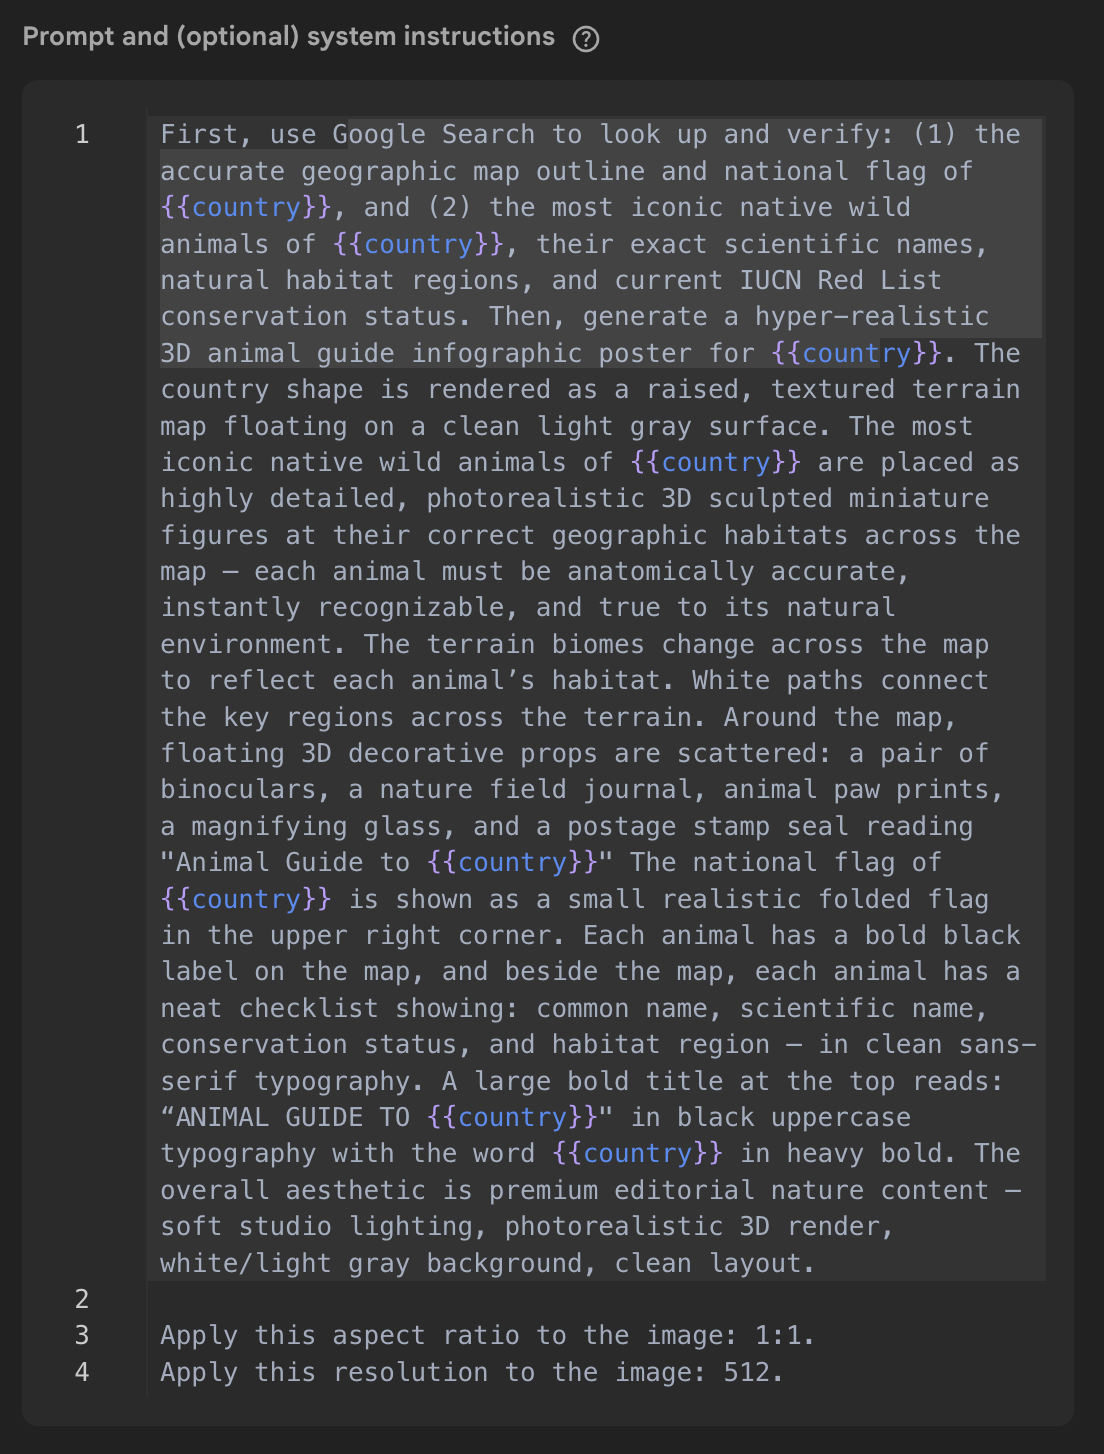 Prompt and (optional) system instructions ?
1 First, use Google Search to look up and verify: (1) the
accurate geographic map outline and national flag of
{{country}}, and (2) the most iconic native wild
animals of {{country}}, their exact scientific names,
natural habitat regions, and current IUCN Red List
conservation status. Then, generate a hyper-realistic
3D animal guide infographic poster for {{country}}. The
country shape is rendered as a raised, textured terrain
map floating on a clean light gray surface. The most
iconic native wild animals of {{country}} are placed as
highly detailed, photorealistic 3D sculpted miniature
figures at their correct geographic habitats across the
map — each animal must be anatomically accurate,
instantly recognizable, and true to its natural
environment. The terrain biomes change across the map
to reflect each animal’s habitat. White paths connect
the key regions across the terrain. Around the map,
floating 3D decorative props are scattered: a pair of
binoculars, a nature field journal, animal paw prints,
a magnifying glass, and a postage stamp seal reading
"Animal Guide to {{country}}" The national flag of
{{country}} is shown as a small realistic folded flag
in the upper right corner. Each animal has a bold black
label on the map, and beside the map, each animal has a
neat checklist showing: common name, scientific name,
conservation status, and habitat region — in clean sans-
serif typography. A large bold title at the top reads:
“ANIMAL GUIDE TO {{country}}" in black uppercase
typography with the word {{country}} in heavy bold. The
overall aesthetic is premium editorial nature content —
soft studio lighting, photorealistic 3D render,
white/light gray background, clean layout.
2
3 Apply this aspect ratio to the image: 1:1.
4 Apply this resolution to the image: 512.